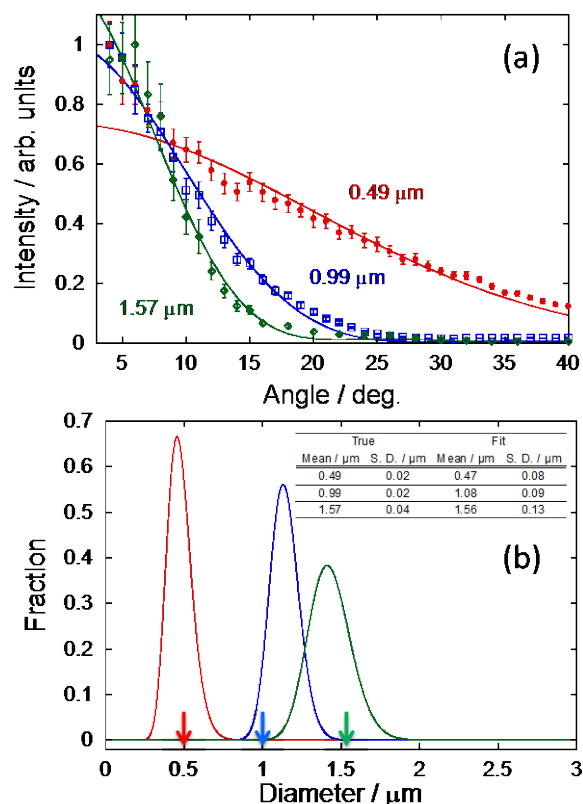 (a)
Intensity / arb. units
1
0.8
0.6
0.4
0.2
0
0.49 µm
0.99 µm
1.57 µm
5 10 15 20 25 30 35 40
Angle / deg.
(b)
Fraction
0.7
0.6
0.5
0.4
0.3
0.2
0.1
0
True Fit
Mean / µm S. D. / µm Mean / µm S. D. / µm
0.49 0.02 0.47 0.08
0.99 0.02 1.08 0.09
1.57 0.04 1.56 0.13
0 0.5 1 1.5 2 2.5 3
Diameter / µm